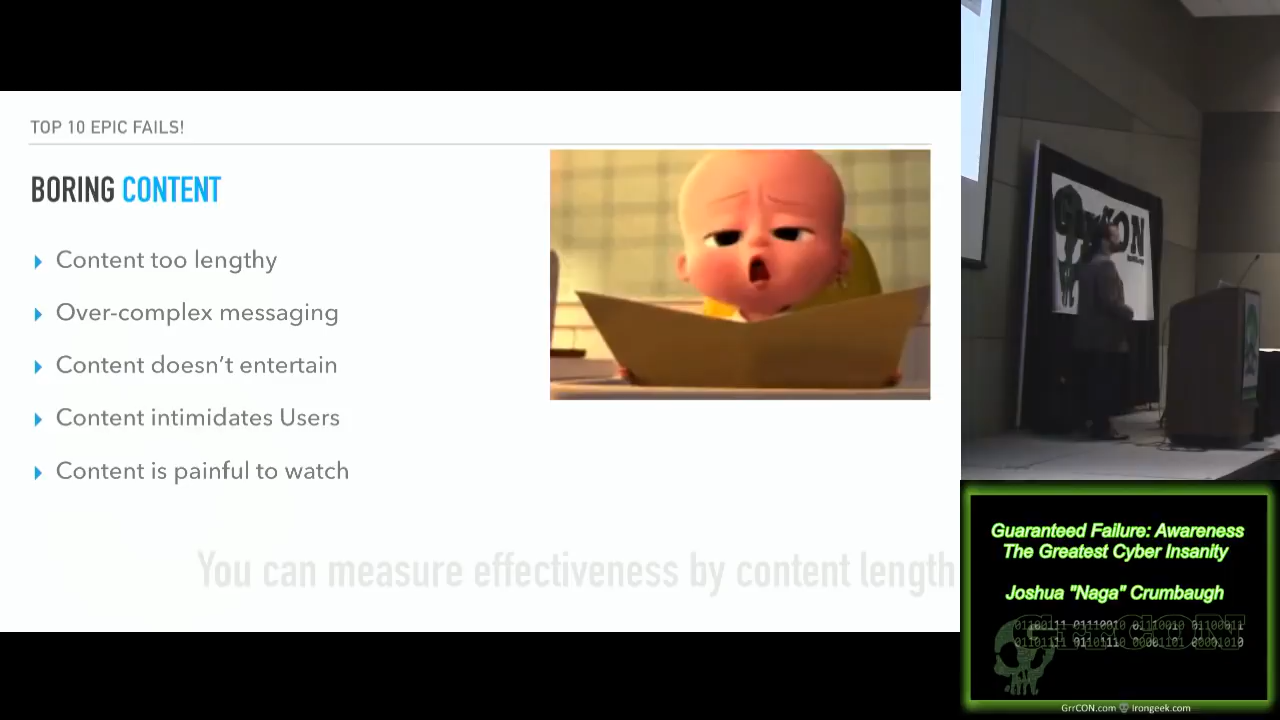 TOP 10 EPIC FAILS!
BORING CONTENT
Content too lengthy
Over-complex messaging
Content doesn't entertain
Content intimidates Users
Content is painful to watch
You can measure effectiveness by content length
GrrCON
Guaranteed Failure: Awareness
The Greatest Cyber Insanity
Joshua "Naga" Crumbaugh
GrrCON
GrrCON.com Irongeek.com